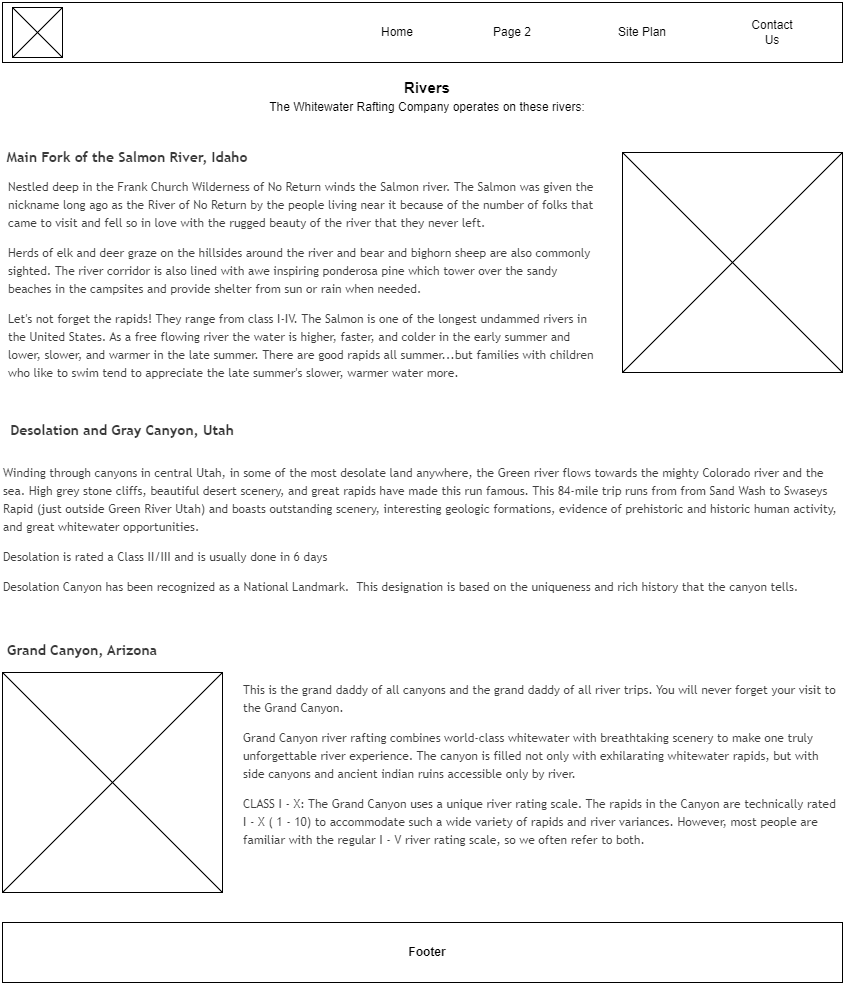 Home Page 2 Site Plan Contact
Us
Rivers
The Whitewater Rafting Company operates on these rivers:
Main Fork of the Salmon River, Idaho
Nestled deep in the Frank Church Wilderness of No Return winds the Salmon river. The Salmon was given the
nickname long ago as the River of No Return by the people living near it because of the number of folks that
came to visit and fell so in love with the rugged beauty of the river that they never left.
Herds of elk and deer graze on the hillsides around the river and bear and bighorn sheep are also commonly
sighted. The river corridor is also lined with awe inspiring ponderosa pine which tower over the sandy
beaches in the campsites and provide shelter from sun or rain when needed.
Let's not forget the rapids! They range from class I-IV. The Salmon is one of the longest undammed rivers in
the United States. As a free flowing river the water is higher, faster, and colder in the early summer and
lower, slower, and warmer in the late summer. There are good rapids all summer...but families with children
who like to swim tend to appreciate the late summer's slower, warmer water more.
Desolation and Gray Canyon, Utah
Winding through canyons in central Utah, in some of the most desolate land anywhere, the Green river flows towards the mighty Colorado river and the
sea. High grey stone cliffs, beautiful desert scenery, and great rapids have made this run famous. This 84-mile trip runs from from Sand Wash to Swaseys
Rapid (just outside Green River Utah) and boasts outstanding scenery, interesting geologic formations, evidence of prehistoric and historic human activity,
and great whitewater opportunities.
Desolation is rated a Class II/III and is usually done in 6 days
Desolation Canyon has been recognized as a National Landmark.  This designation is based on the uniqueness and rich history that the canyon tells.
Grand Canyon, Arizona
This is the grand daddy of all canyons and the grand daddy of all river trips. You will never forget your visit to
the Grand Canyon.
Grand Canyon river rafting combines world-class whitewater with breathtaking scenery to make one truly
unforgettable river experience. The canyon is filled not only with exhilarating whitewater rapids, but with
side canyons and ancient indian ruins accessible only by river.
CLASS I - X: The Grand Canyon uses a unique river rating scale. The rapids in the Canyon are technically rated
I - X ( 1 - 10) to accommodate such a wide variety of rapids and river variances. However, most people are
familiar with the regular I - V river rating scale, so we often refer to both.
Footer